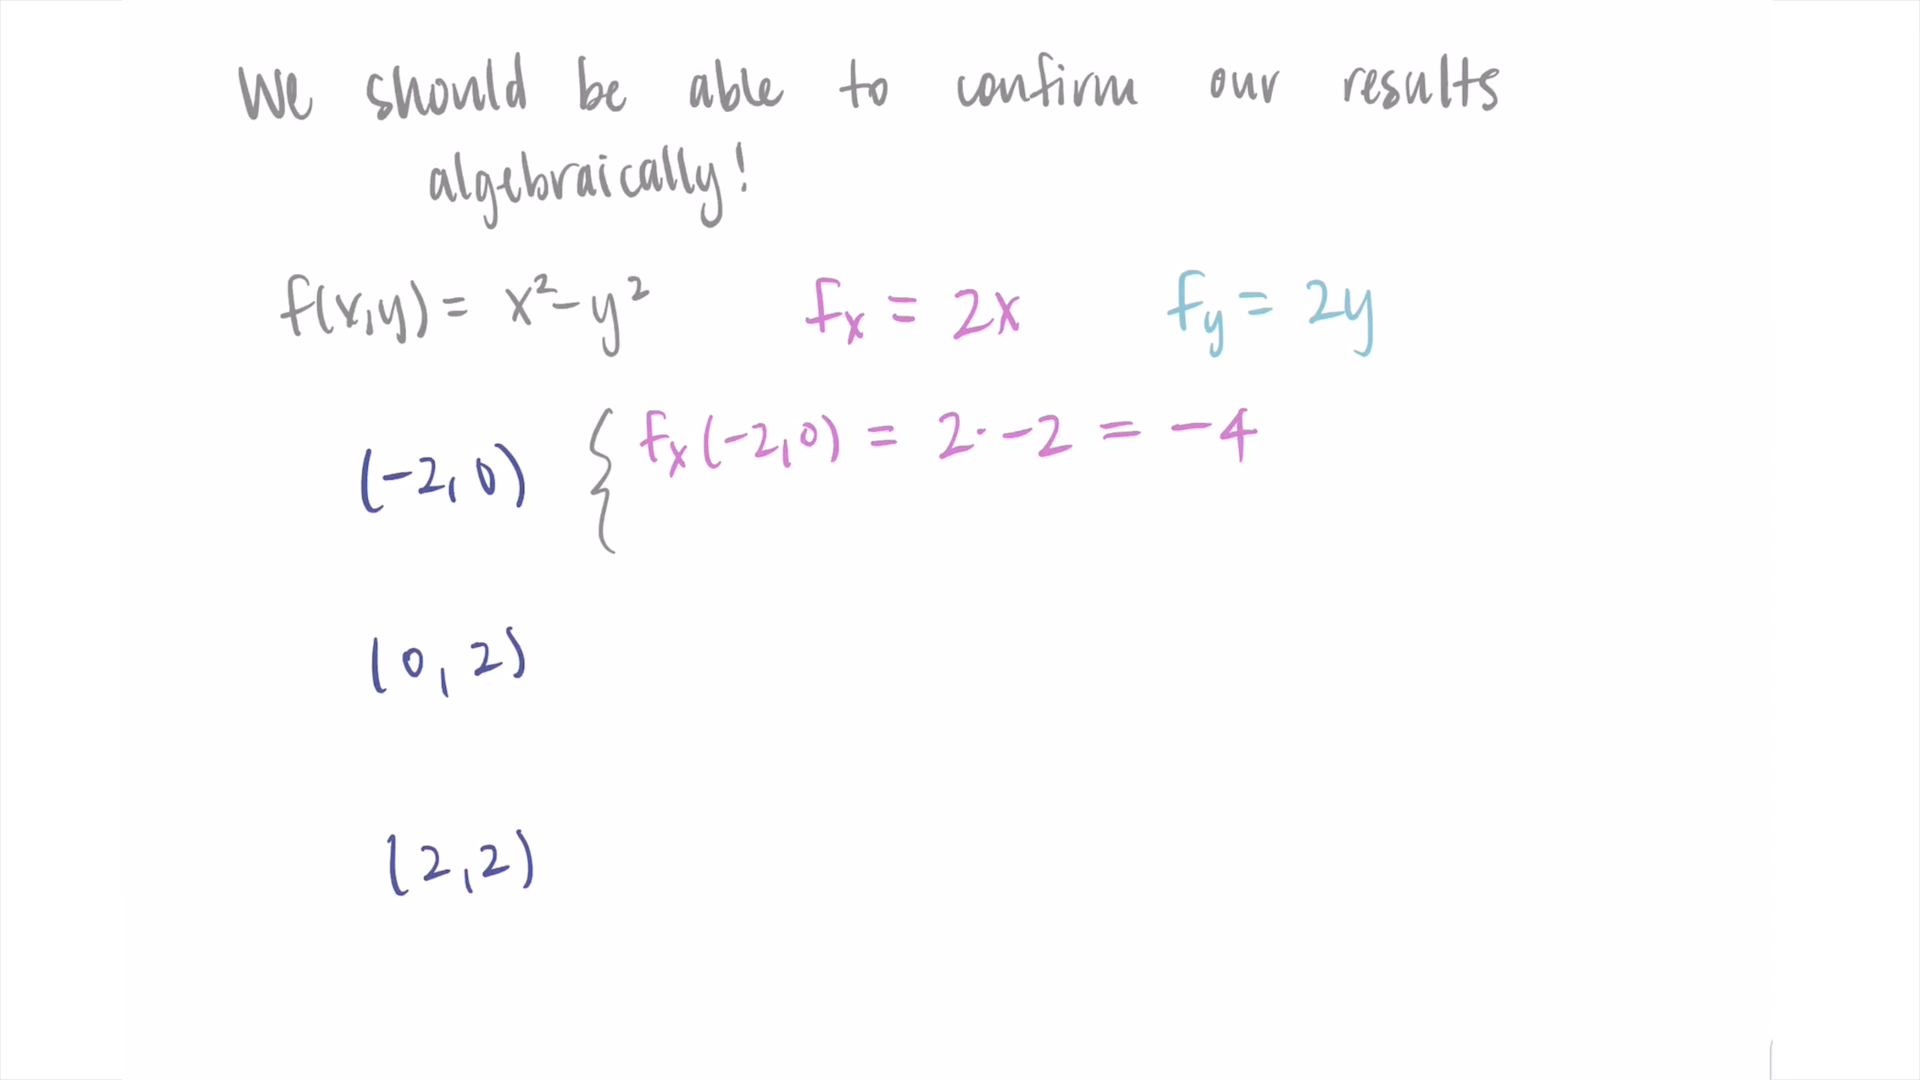 We should be able to confirm our results
algebraically!
f(x,y) = x²-y² fx = 2x fy = 2y
(-2,0) { fx(-2,0) = 2·-2 = -4
(0,2)
(2,2)